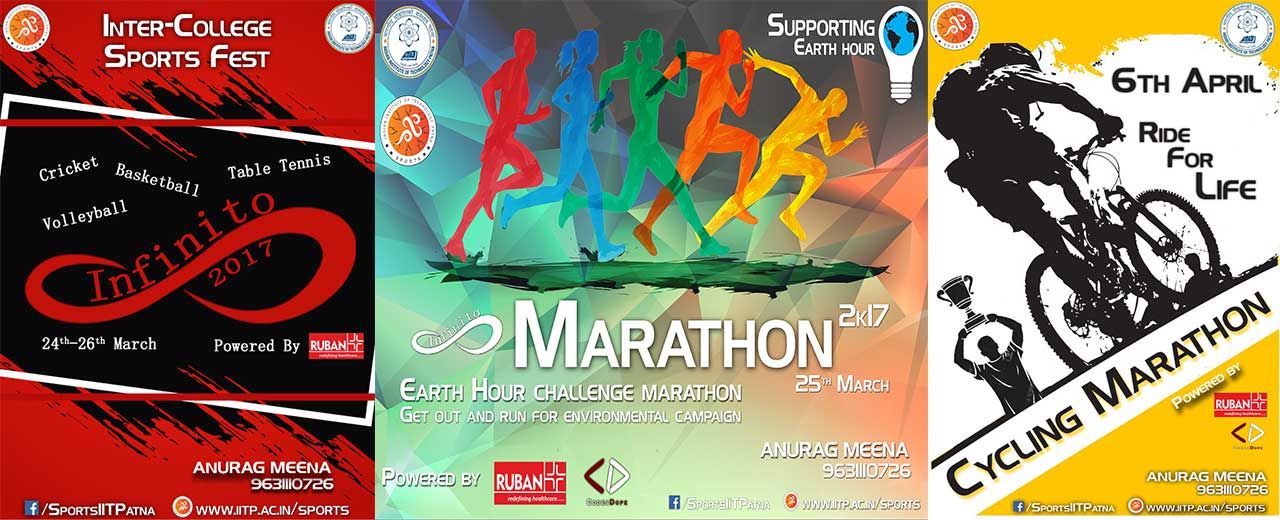 Inter-College
Sports Fest
Cricket
Basketball
Table Tennis
Volleyball
Infinito
2017
24th-26th March
Powered By
RUBAN
redefining healthcare....
ANURAG MEENA
9631110726
/SportsIITPatna
www.iitp.ac.in/sports
Supporting
Earth hour
SPORTS
Infinito
Marathon
2k17
25th March
Earth Hour challenge marathon
Get out and run for environmental campaign
ANURAG MEENA
9631110726
Powered by
RUBAN
redefining healthcare....
CodenDope
/SportsIITPatna
www.iitp.ac.in/sports
6th April
Ride
For
Life
Cycling Marathon
Powered by
RUBAN
Anurag Meena
9631110726
/SportsIITPatna
www.iitp.ac.in/sports